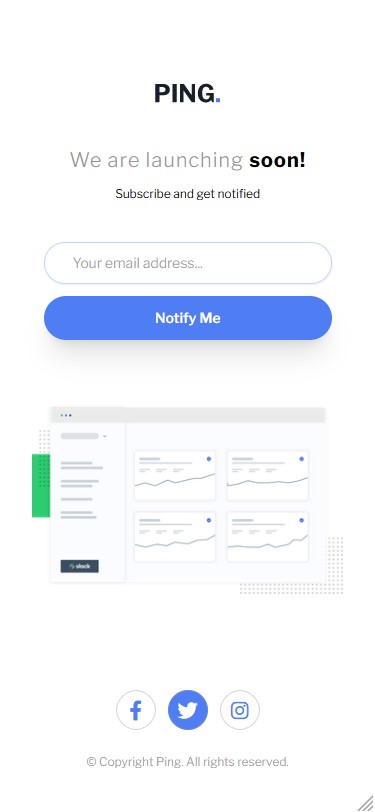 PING.
We are launching soon!
Subscribe and get notified
Your email address...
Notify Me
slack
© Copyright Ping. All rights reserved.